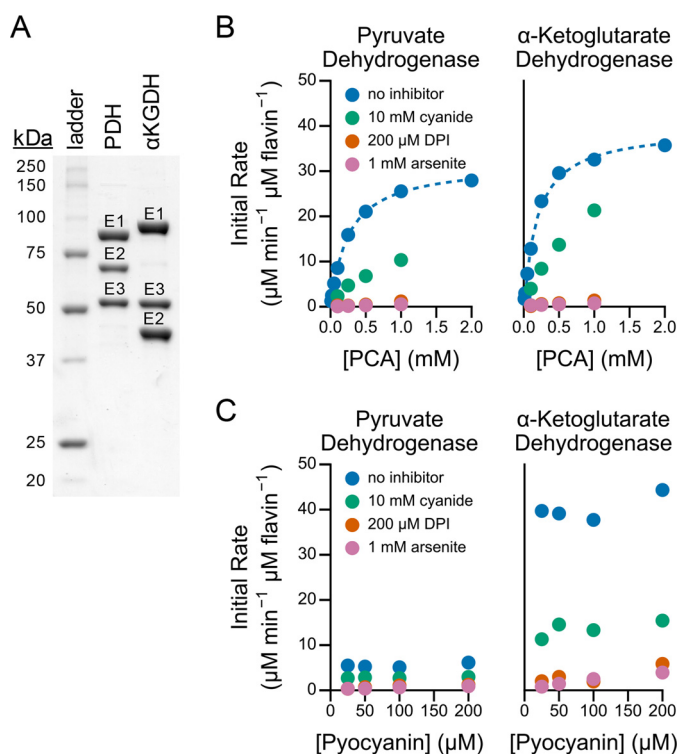 A
kDa
ladder
PDH
αKGDH
250
150
100
75
50
37
25
20
E1
E1
E2
E3
E3
E2
B
Pyruvate
Dehydrogenase
α-Ketoglutarate
Dehydrogenase
Initial Rate
(μM min⁻¹ μM flavin⁻¹)
50
40
30
20
10
0
no inhibitor
10 mM cyanide
200 μM DPI
1 mM arsenite
0.0 0.5 1.0 1.5 2.0
0.0 0.5 1.0 1.5 2.0
[PCA] (mM)
[PCA] (mM)
C
Pyruvate
Dehydrogenase
α-Ketoglutarate
Dehydrogenase
Initial Rate
(μM min⁻¹ μM flavin⁻¹)
50
40
30
20
10
0
no inhibitor
10 mM cyanide
200 μM DPI
1 mM arsenite
0 50 100 150 200
0 50 100 150 200
[Pyocyanin] (μM)
[Pyocyanin] (μM)